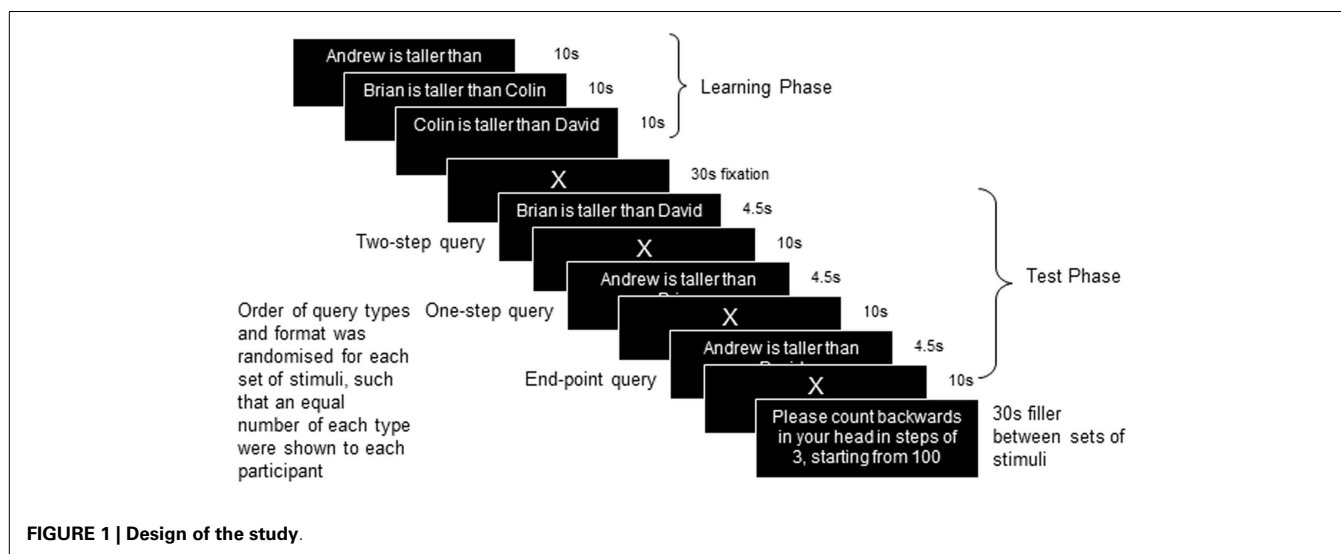 Andrew is taller than
10s
Brian is taller than Colin
10s
Learning Phase
Colin is taller than David
10s
X
30s fixation
Brian is taller than David
4.5s
Two-step query
X
10s
Andrew is taller than
4.5s
Test Phase
One-step query
X
10s
Andrew is taller than
4.5s
End-point query
X
10s
Order of query types
and format was
randomised for each
set of stimuli, such
that an equal
number of each type
were shown to each
participant
Please count backwards
in your head in steps of
3, starting from 100
30s filler
between sets of
stimuli
FIGURE 1 | Design of the study.